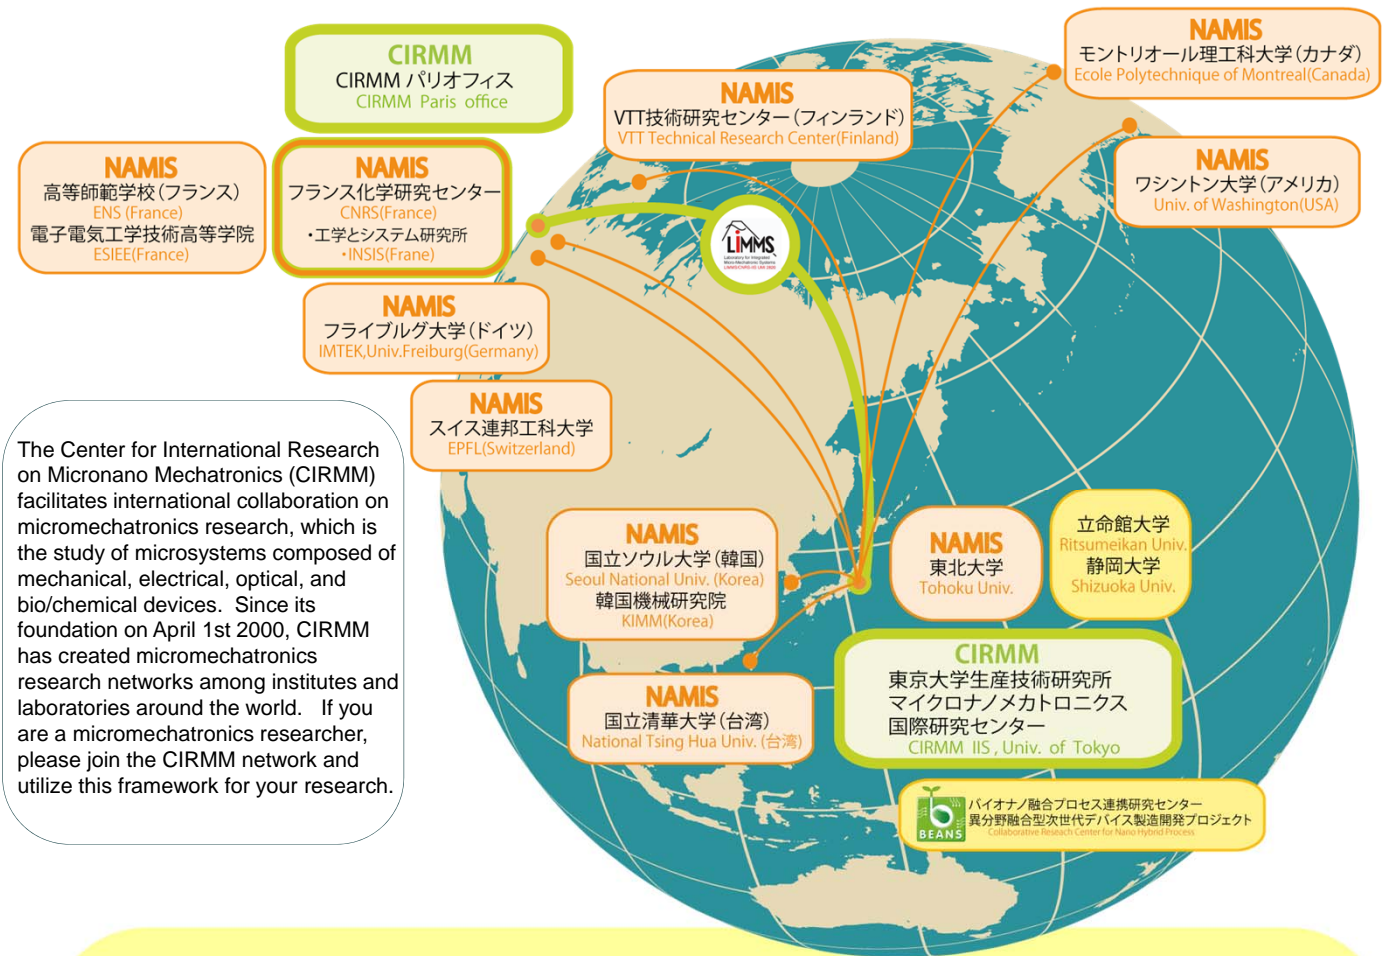 CIRMM
CIRMM パリオフィス
CIRMM Paris office
NAMIS
モントリオール理工科大学(カナダ)
Ecole Polytechnique of Montreal(Canada)
NAMIS
VTT技術研究センター(フィンランド)
VTT Technical Research Center(Finland)
NAMIS
高等師範学校(フランス)
ENS (France)
電子電気工学技術高等学院
ESIEE(France)
NAMIS
フランス化学研究センター
CNRS(France)
・工学とシステム研究所
・INSIS(Frane)
NAMIS
ワシントン大学(アメリカ)
Univ. of Washington(USA)
LiMMS
Laboratory for Integrated
Micro-Mechatronic Systems
NAMIS
フライブルグ大学(ドイツ)
IMTEK,Univ.Freiburg(Germany)
NAMIS
スイス連邦工科大学
EPFL(Switzerland)
The Center for International Research
on Micronano Mechatronics (CIRMM)
facilitates international collaboration on
micromechatronics research, which is
the study of microsystems composed of
mechanical, electrical, optical, and
bio/chemical devices.  Since its
foundation on April 1st 2000, CIRMM
has created micromechatronics
research networks among institutes and
laboratories around the world.   If you
are a micromechatronics researcher,
please join the CIRMM network and
utilize this framework for your research.
NAMIS
国立ソウル大学(韓国)
Seoul National Univ. (Korea)
韓国機械研究院
KIMM(Korea)
NAMIS
東北大学
Tohoku Univ.
立命館大学
Ritsumeikan Univ.
静岡大学
Shizuoka Univ.
NAMIS
国立清華大学(台湾)
National Tsing Hua Univ. (台湾)
CIRMM
東京大学生産技術研究所
マイクロナノメカトロニクス
国際研究センター
CIRMM IIS , Univ. of Tokyo
BEANS
バイオナノ融合プロセス連携研究センター
異分野融合型次世代デバイス製造開発プロジェクト
Collaborative Reseach Center for Nano Hybrid Process